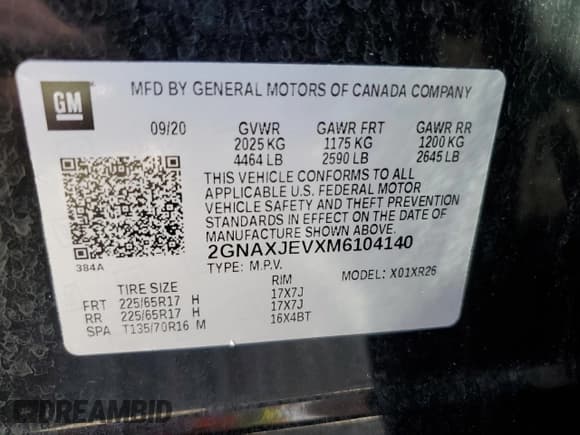 GM
MFD BY GENERAL MOTORS OF CANADA COMPANY
09/20 GVWR GAWR FRT GAWR RR
2025 KG 1175 KG 1200 KG
4464 LB 2590 LB 2645 LB
THIS VEHICLE CONFORMS TO ALL
APPLICABLE U.S. FEDERAL MOTOR
VEHICLE SAFETY AND THEFT PREVENTION
STANDARDS IN EFFECT ON THE DATE OF
MANUFACTURE SHOWN ABOVE.
2GNAXJEVXM6104140
384A
TYPE: M.P.V. MODEL: X01XR26
TIRE SIZE RIM
FRT 225/65R17 H 17X7J
RR 225/65R17 H 17X7J
SPA T135/70R16 M 16X4BT
DREAMBID